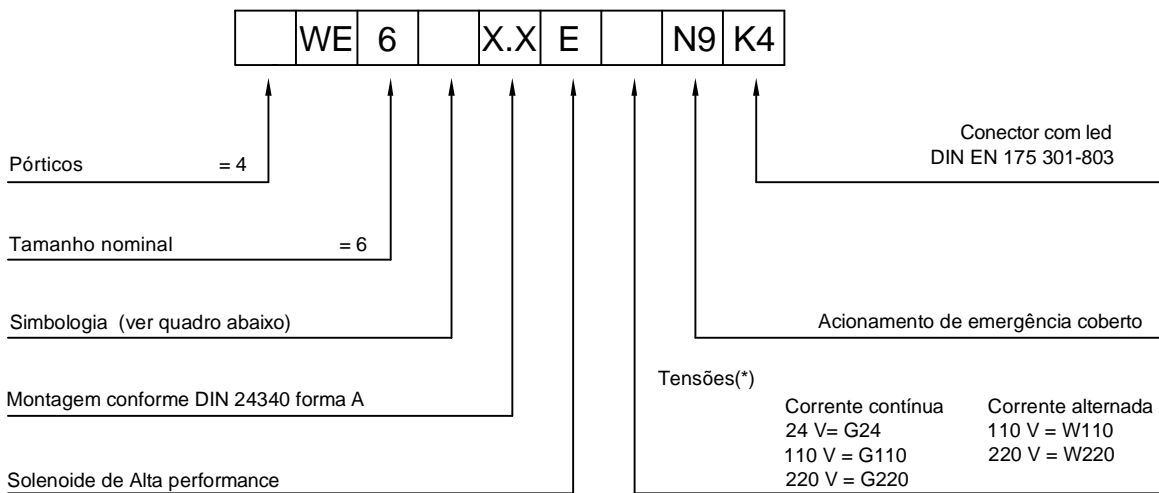 WE 6 X.X E N9 K4
Conector com led
DIN EN 175 301-803
Pórticos = 4
Tamanho nominal = 6
Simbologia (ver quadro abaixo)
Acionamento de emergência coberto
Montagem conforme DIN 24340 forma A
Tensões(*)
Corrente contínua Corrente alternada
24 V= G24 110 V = W110
110 V = G110 220 V = W220
220 V = G220
Solenoide de Alta performance